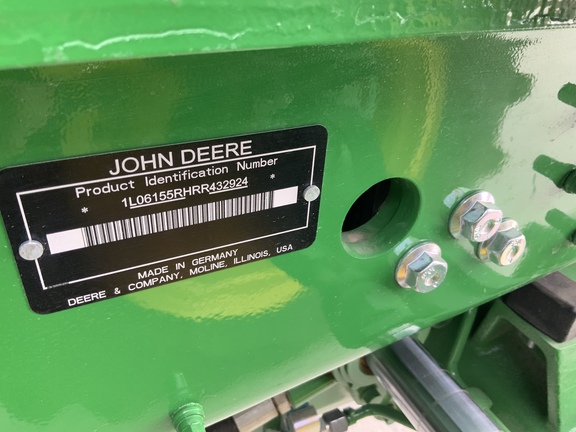 JOHN DEERE
Product Identification Number
* 1L06155RHRR432924 *
MADE IN GERMANY
DEERE & COMPANY, MOLINE, ILLINOIS, USA